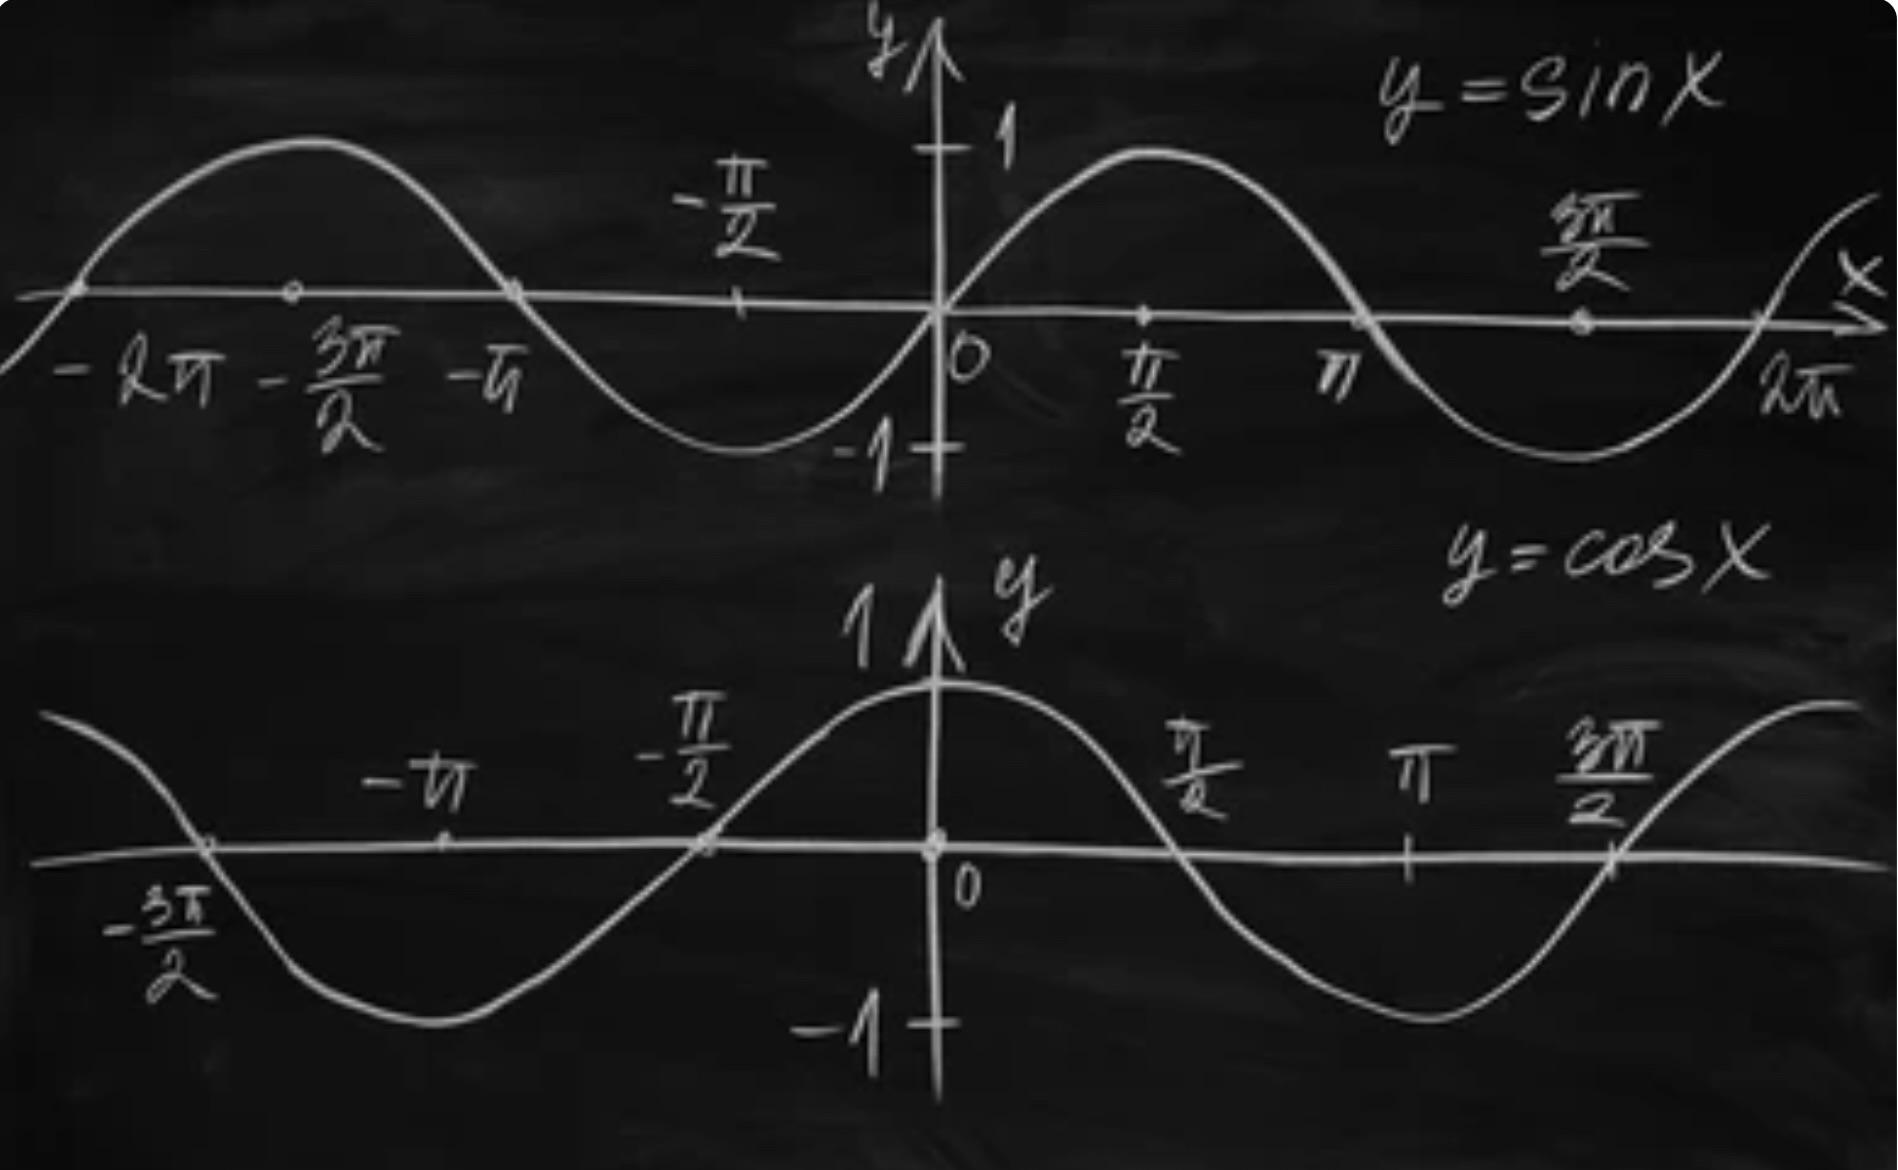 y
y = sin x
1
-π/2
3π/2
x
-2π -3π/2 -π 0 π/2 π 2π
-1
y = cos x
1 y
-π -π/2 π/2 π 3π/2
0
-3π/2
-1